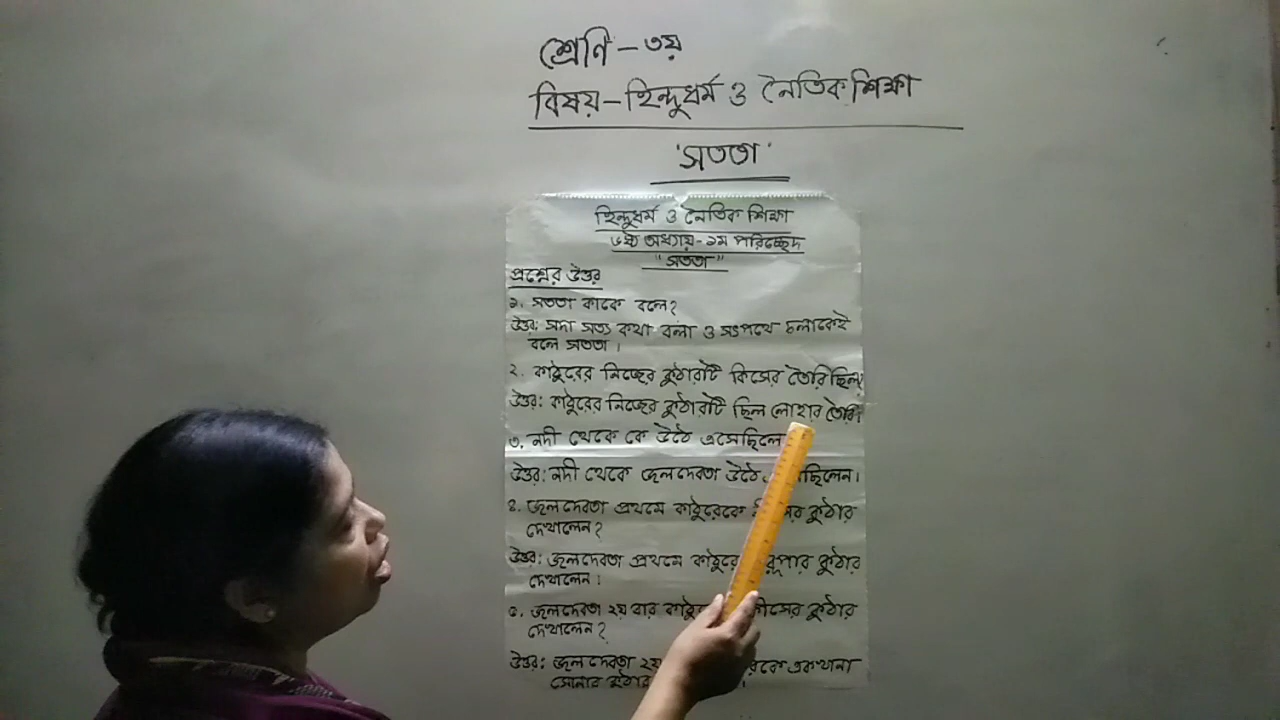 শ্রেণি - ৩য়
বিষয় - হিন্দুধর্ম ও নৈতিক শিক্ষা
'সততা'
হিন্দুধর্ম ও নৈতিক শিক্ষা
৬ষ্ঠ অধ্যায় - ১ম পরিচ্ছেদ
"সততা"
প্রশ্নের উত্তর
১. সততা কাকে বলে?
উত্তর: সদা সত্য কথা বলা ও সৎপথে চলাকেই
বলে সততা।
২. কাঠুরের নিজের কুঠারটি কিসের তৈরি ছিল?
উত্তর: কাঠুরের নিজের কুঠারটি ছিল লোহার তৈরি।
৩. নদী থেকে কে উঠে এসেছিলে
উত্তর: নদী থেকে জলদেবতা উঠে ছিলেন।
৪. জলদেবতা প্রথমে কাঠুরেকে কুঠার
দেখালেন?
উত্তর: জলদেবতা প্রথমে কাঠুরে রূপার কুঠার
দেখালেন।
৫. জলদেবতা ২য় বার কাঠুরে কীসের কুঠার
দেখালেন?
উত্তর: জলদেবতা ২য় রেকে একখানা
সোনার কুঠার